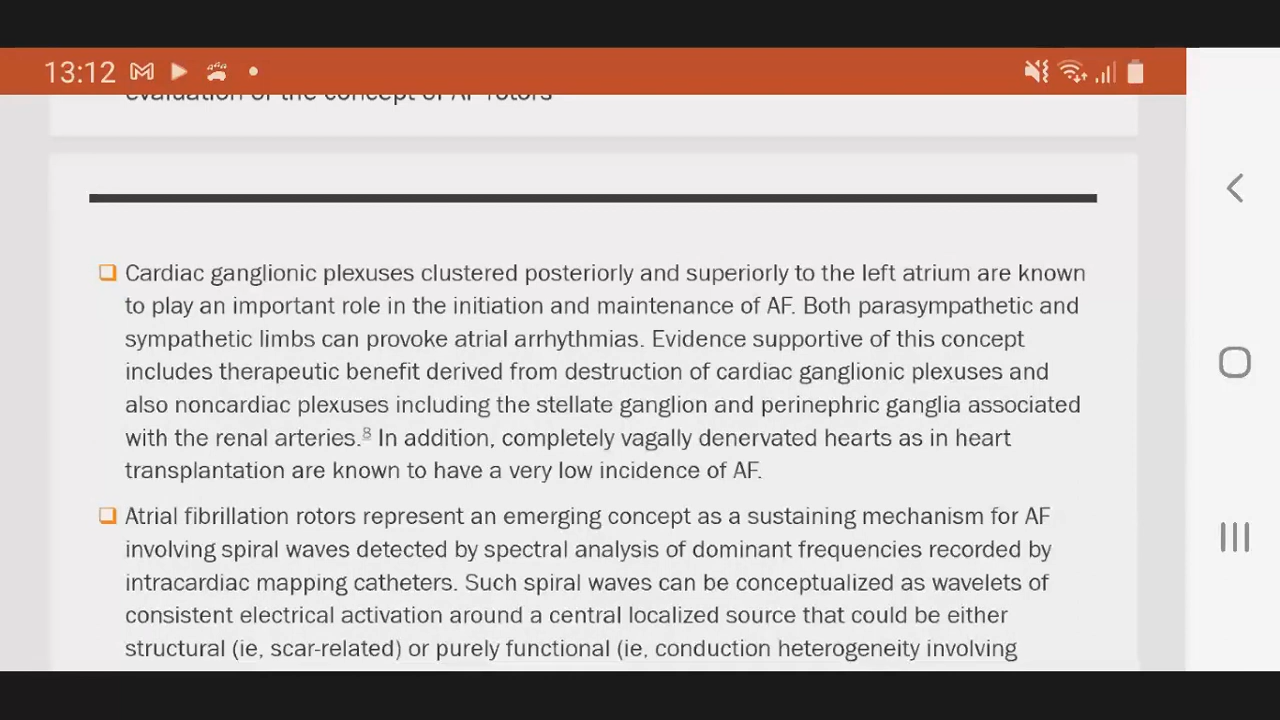 13:12
evaluation of the concept of AF rotors
Cardiac ganglionic plexuses clustered posteriorly and superiorly to the left atrium are known
to play an important role in the initiation and maintenance of AF. Both parasympathetic and
sympathetic limbs can provoke atrial arrhythmias. Evidence supportive of this concept
includes therapeutic benefit derived from destruction of cardiac ganglionic plexuses and
also noncardiac plexuses including the stellate ganglion and perinephric ganglia associated
with the renal arteries.8 In addition, completely vagally denervated hearts as in heart
transplantation are known to have a very low incidence of AF.
Atrial fibrillation rotors represent an emerging concept as a sustaining mechanism for AF
involving spiral waves detected by spectral analysis of dominant frequencies recorded by
intracardiac mapping catheters. Such spiral waves can be conceptualized as wavelets of
consistent electrical activation around a central localized source that could be either
structural (ie, scar-related) or purely functional (ie, conduction heterogeneity involving